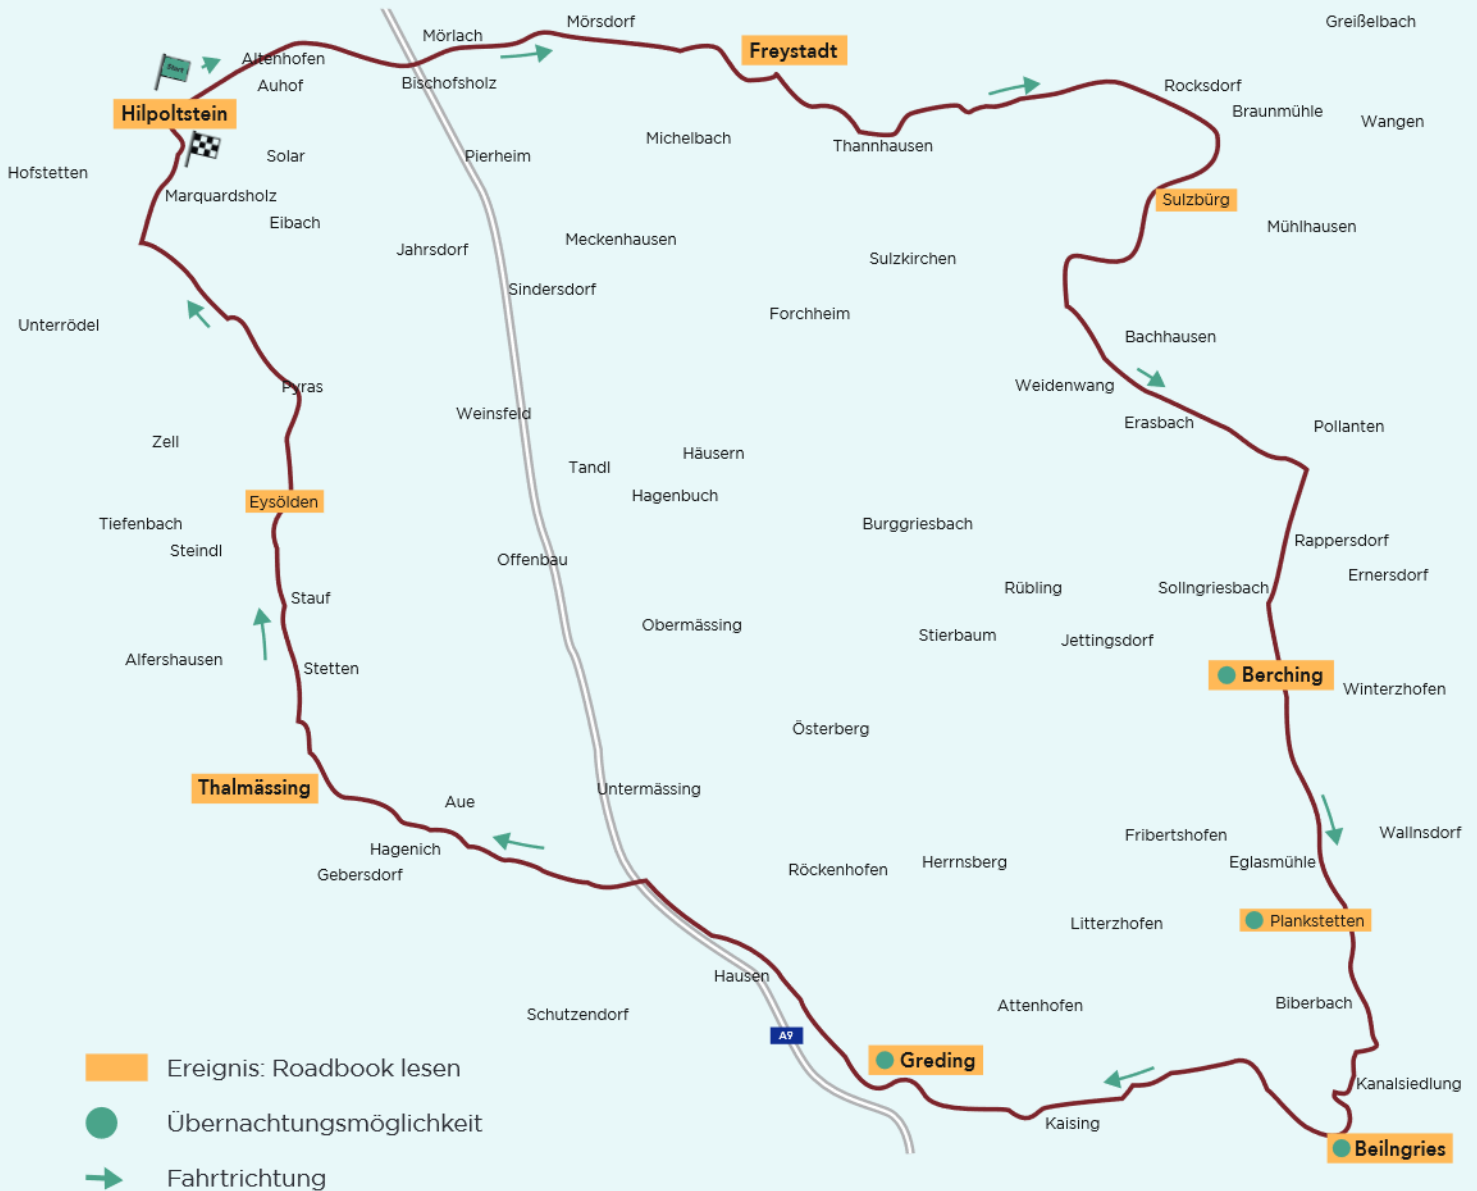 Mörsdorf
Greißelbach
Mörlach
Freystadt
Altenhofen
Start
Auhof
Bischofsholz
Rocksdorf
Hilpoltstein
Braunmühle
Wangen
Michelbach
Thannhausen
Solar
Pierheim
Hofstetten
Marquardsholz
Sulzbürg
Eibach
Mühlhausen
Meckenhausen
Jahrsdorf
Sulzkirchen
Sindersdorf
Forchheim
Unterrödel
Bachhausen
Pyras
Weidenwang
Weinsfeld
Erasbach
Pollanten
Zell
Häusern
Tandl
Hagenbuch
Eysölden
Tiefenbach
Burggriesbach
Steindl
Rappersdorf
Offenbau
Ernersdorf
Rübling
Sollngriesbach
Stauf
Obermässing
Stierbaum
Jettingsdorf
Alfershausen
Stetten
Berching
Winterzhofen
Österberg
Thalmässing
Untermässing
Aue
Wallnsdorf
Fribertshofen
Hagenich
Herrnsberg
Eglasmühle
Röckenhofen
Gebersdorf
Litterzhofen
Plankstetten
Hausen
Biberbach
Attenhofen
Schutzendorf
A9
Greding
Ereignis: Roadbook lesen
Kanalsiedlung
Übernachtungsmöglichkeit
Kaising
Beilngries
Fahrtrichtung